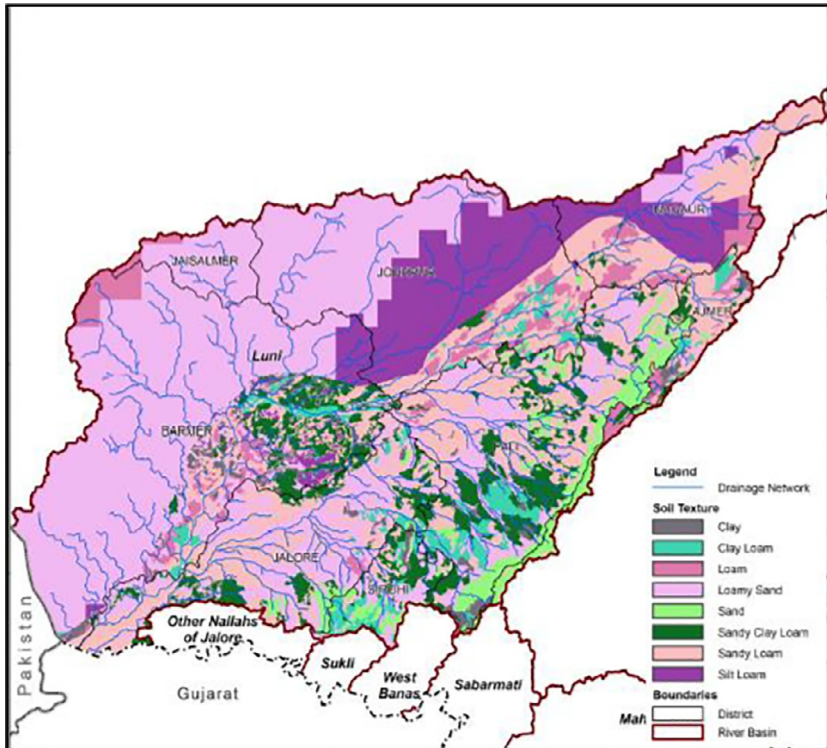 NAGAUR
JAISALMER
JODHPUR
AJMER
Luni
BARMER
PALI
JALORE
SIROHI
Pakistan
Other Nallahs
of Jalore
Sukli
West
Banas
Sabarmati
Gujarat
Mah
Legend
Drainage Network
Soil Texture
Clay
Clay Loam
Loam
Loamy Sand
Sand
Sandy Clay Loam
Sandy Loam
Silt Loam
Boundaries
District
River Basin